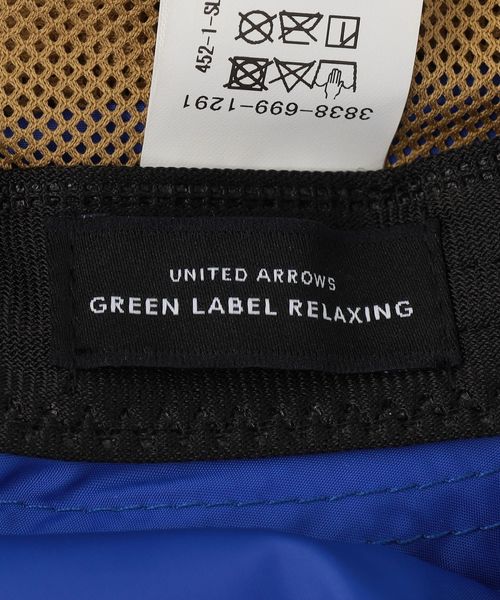 3838-699-1291
452-1-SL
UNITED ARROWS
GREEN LABEL RELAXING